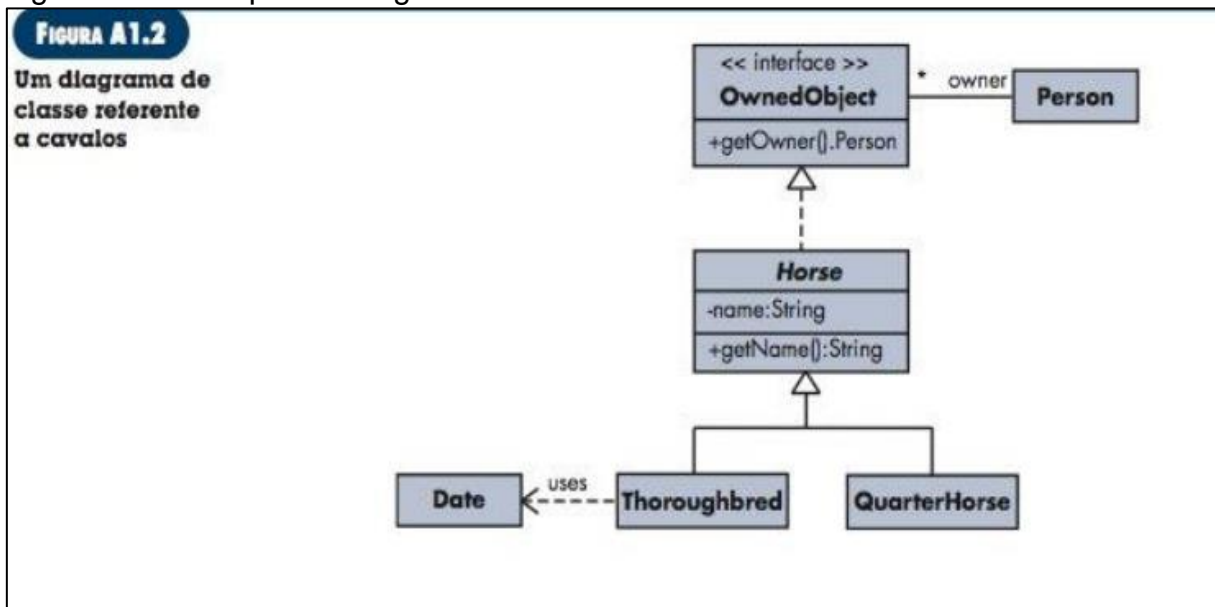 FIGURA A1.2
Um diagrama de
classe referente
a cavalos
<< interface >>
OwnedObject
+getOwner().Person
* owner
Person
Horse
-name:String
+getName():String
Date
uses
Thoroughbred
QuarterHorse